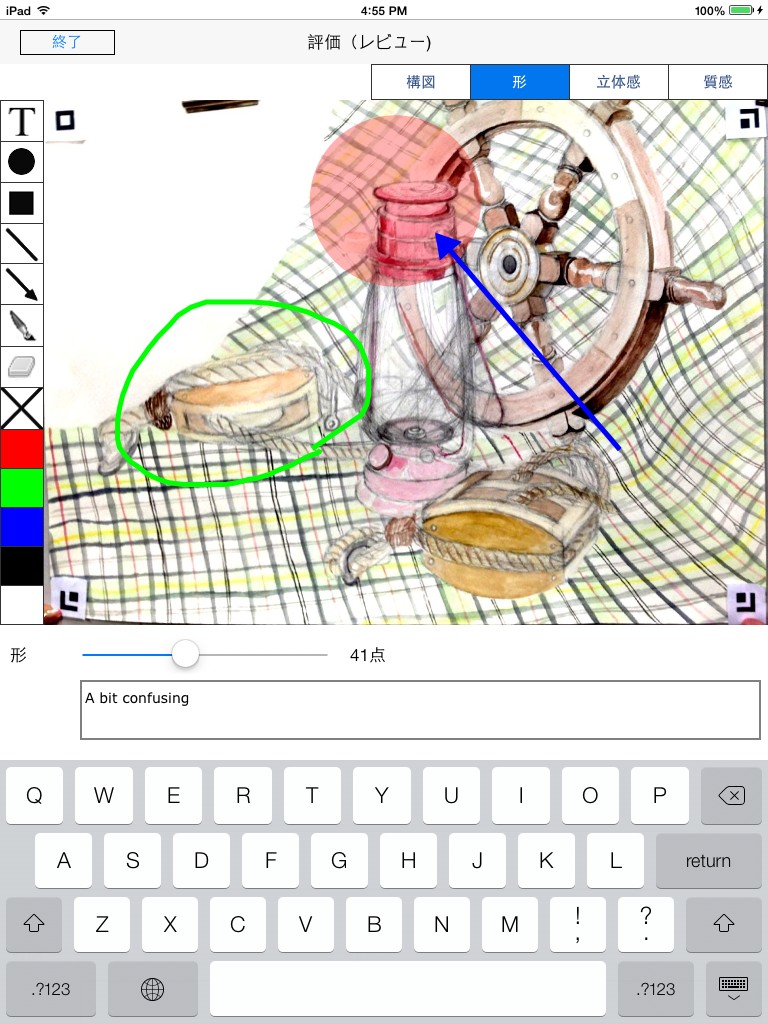 iPad 4:55 PM 100%
終了 評価（レビュー)
構図 形 立体感 質感
T
形 41点
A bit confusing
Q W E R T Y U I O P
A S D F G H J K L return
Z X C V B N M ! , ? .
.?123 .?123